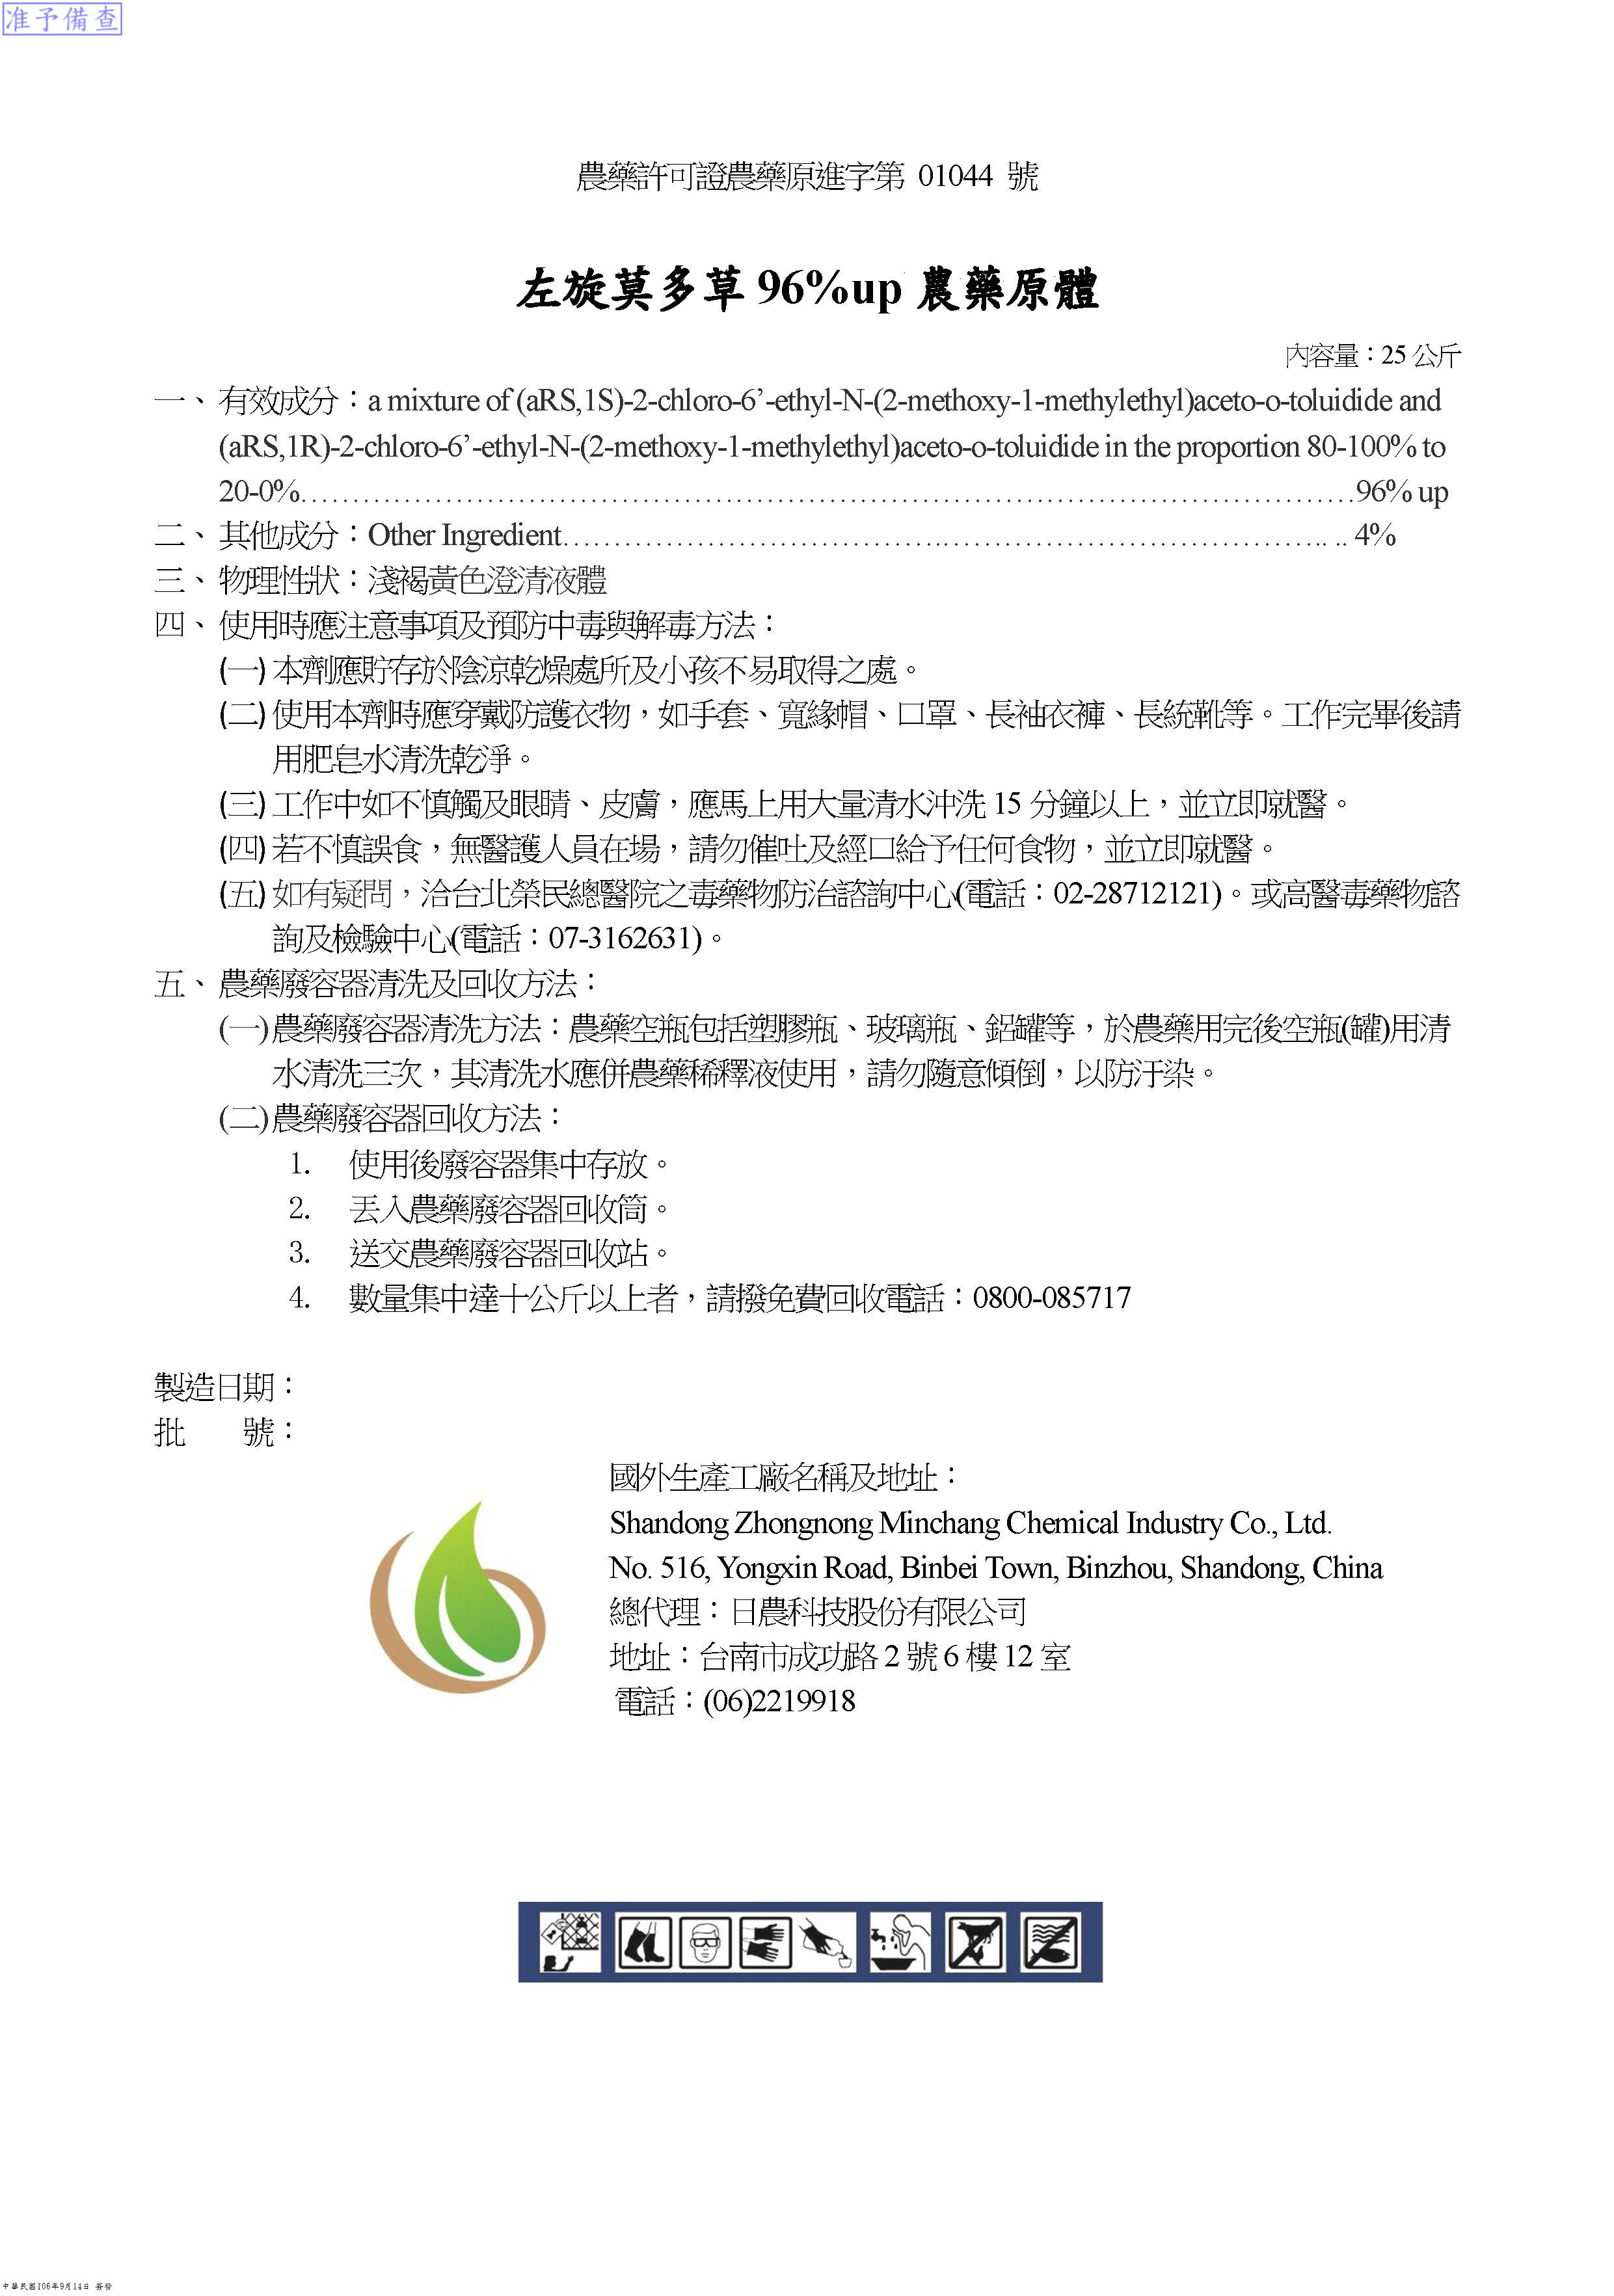 准予備查
農藥許可證農藥原進字第 01044 號
左旋莫多草 96%up 農藥原體
內容量：25 公斤
一、 有效成分：a mixture of (aRS,1S)-2-chloro-6’-ethyl-N-(2-methoxy-1-methylethyl)aceto-o-toluidide and
(aRS,1R)-2-chloro-6’-ethyl-N-(2-methoxy-1-methylethyl)aceto-o-toluidide in the proportion 80-100% to
20-0%……………………………………………………………………………………………96% up
二、 其他成分：Other Ingredient………………………………………………………………….. .. 4%
三、 物理性狀：淺褐黃色澄清液體
四、 使用時應注意事項及預防中毒與解毒方法：
(一) 本劑應貯存於陰涼乾燥處所及小孩不易取得之處。
(二) 使用本劑時應穿戴防護衣物，如手套、寬緣帽、口罩、長袖衣褲、長統靴等。工作完畢後請
用肥皂水清洗乾淨。
(三) 工作中如不慎觸及眼睛、皮膚，應馬上用大量清水沖洗 15 分鐘以上，並立即就醫。
(四) 若不慎誤食，無醫護人員在場，請勿催吐及經口給予任何食物，並立即就醫。
(五) 如有疑問，洽台北榮民總醫院之毒藥物防治諮詢中心(電話：02-28712121)。或高醫毒藥物諮
詢及檢驗中心(電話：07-3162631)。
五、 農藥廢容器清洗及回收方法：
(一)農藥廢容器清洗方法：農藥空瓶包括塑膠瓶、玻璃瓶、鋁罐等，於農藥用完後空瓶(罐)用清
水清洗三次，其清洗水應併農藥稀釋液使用，請勿隨意傾倒，以防汙染。
(二)農藥廢容器回收方法：
1. 使用後廢容器集中存放。
2. 丟入農藥廢容器回收筒。
3. 送交農藥廢容器回收站。
4. 數量集中達十公斤以上者，請撥免費回收電話：0800-085717
製造日期：
批 號：
國外生產工廠名稱及地址：
Shandong Zhongnong Minchang Chemical Industry Co., Ltd.
No. 516, Yongxin Road, Binbei Town, Binzhou, Shandong, China
總代理：日農科技股份有限公司
地址：台南市成功路 2 號 6 樓 12 室
電話：(06)2219918
中華民國106年9月14日 簽發